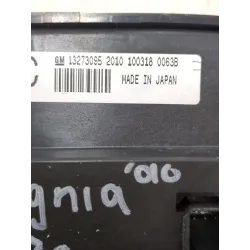 C
GM 13273095 2010 100318 0063B
MADE IN JAPAN
gnia '00